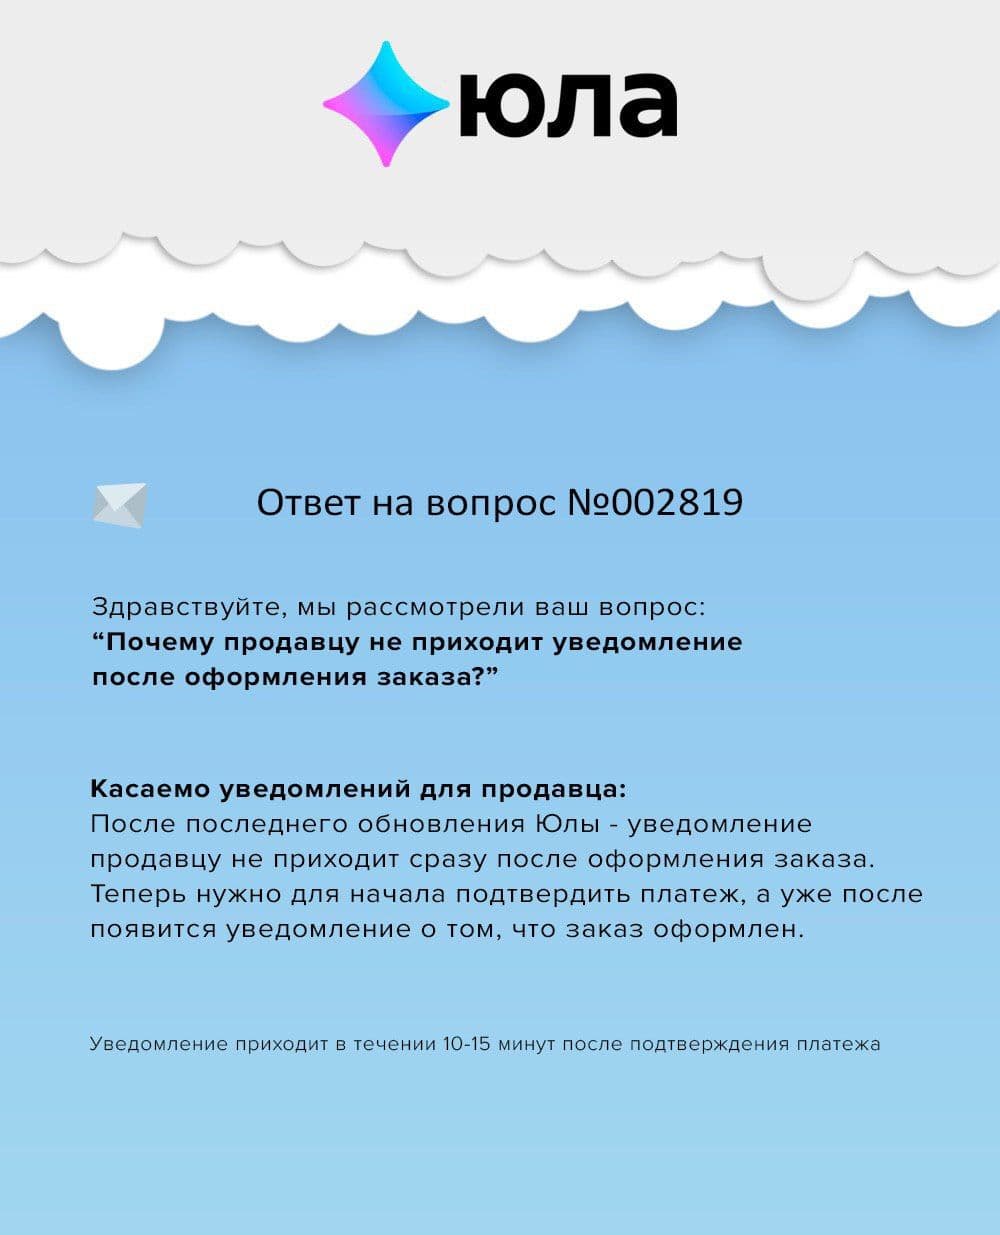 юла
Ответ на вопрос №002819
Здравствуйте, мы рассмотрели ваш вопрос:
“Почему продавцу не приходит уведомление
после оформления заказа?”
Касаемо уведомлений для продавца:
После последнего обновления Юлы - уведомление
продавцу не приходит сразу после оформления заказа.
Теперь нужно для начала подтвердить платеж, а уже после
появится уведомление о том, что заказ оформлен.
Уведомление приходит в течении 10-15 минут после подтверждения платежа